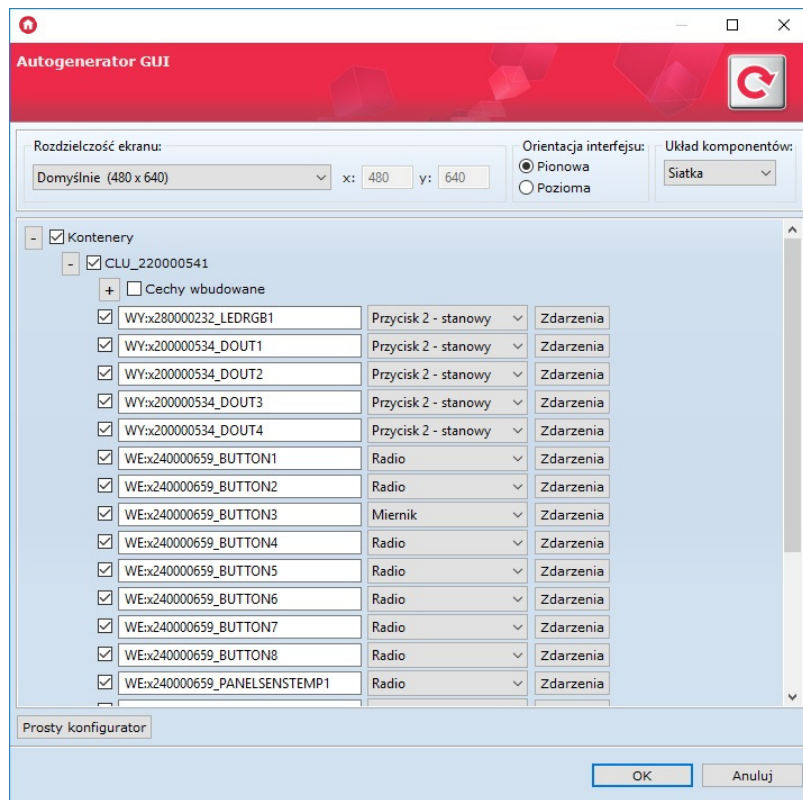 Autogenerator GUI
Rozdzielczość ekranu:
Orientacja interfejsu:
Układ komponentów:
Domyślnie (480 x 640)
x: 480 y: 640
Pionowa
Pozioma
Siatka
- Kontenery
- CLU_220000541
+ Cechy wbudowane
WY:x280000232_LEDRGB1 Przycisk 2 - stanowy Zdarzenia
WY:x200000534_DOUT1 Przycisk 2 - stanowy Zdarzenia
WY:x200000534_DOUT2 Przycisk 2 - stanowy Zdarzenia
WY:x200000534_DOUT3 Przycisk 2 - stanowy Zdarzenia
WY:x200000534_DOUT4 Przycisk 2 - stanowy Zdarzenia
WE:x240000659_BUTTON1 Radio Zdarzenia
WE:x240000659_BUTTON2 Radio Zdarzenia
WE:x240000659_BUTTON3 Miernik Zdarzenia
WE:x240000659_BUTTON4 Radio Zdarzenia
WE:x240000659_BUTTON5 Radio Zdarzenia
WE:x240000659_BUTTON6 Radio Zdarzenia
WE:x240000659_BUTTON7 Radio Zdarzenia
WE:x240000659_BUTTON8 Radio Zdarzenia
WE:x240000659_PANELSENSTEMP1 Radio Zdarzenia
Prosty konfigurator
OK Anuluj